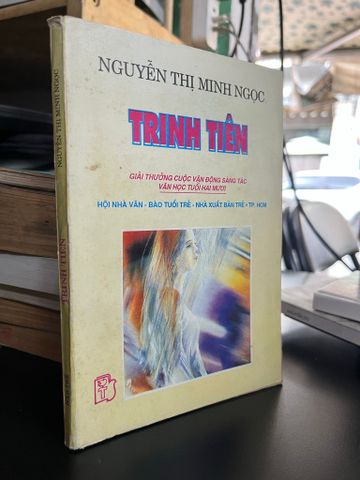 NGUYỄN THỊ MINH NGỌC
TRINH TIÊN
GIẢI THƯỞNG CUỘC VẬN ĐỘNG SÁNG TÁC
VĂN HỌC TUỔI HAI MƯƠI
HỘI NHÀ VĂN - BÁO TUỔI TRẺ - NHÀ XUẤT BẢN TRẺ - TP. HCM
NGUYỄN THỊ MINH NGỌC
TRINH TIÊN